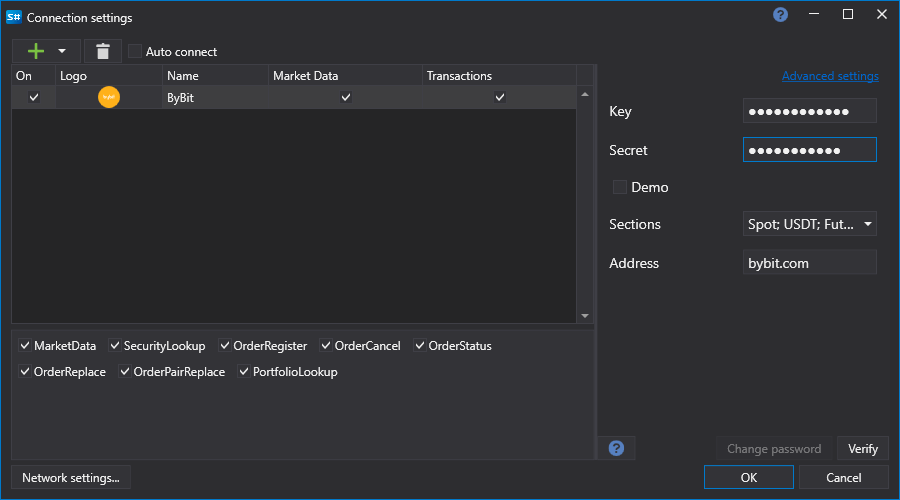 S# Connection settings
Auto connect
On Logo Name Market Data Transactions
ByBit
Advanced settings
Key ●●●●●●●●●●●●
Secret ●●●●●●●●●●●
Demo
Sections Spot; USDT; Fut...
Address bybit.com
MarketData SecurityLookup OrderRegister OrderCancel OrderStatus
OrderReplace OrderPairReplace PortfolioLookup
? Change password Verify
Network settings... OK Cancel